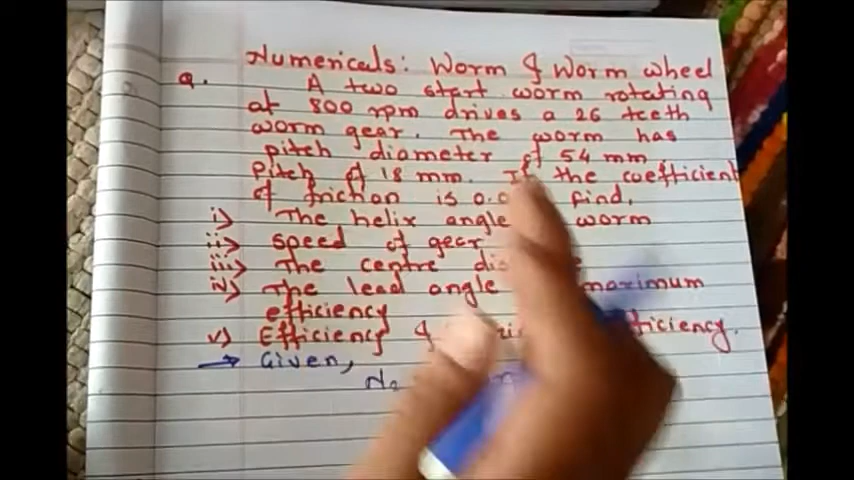 Numericals: Worm & Worm wheel
Q. A two start worm rotating
at 800 rpm drives a 26 teeth
worm gear. The worm has
pitch diameter of 54 mm
Pitch of 18 mm. If the coefficient
of friction is find.
i) The helix angle worm
ii) speed of gear
iii) The centre
iv) The lead angle maximum
efficiency
v) Efficiency &
→ Given,